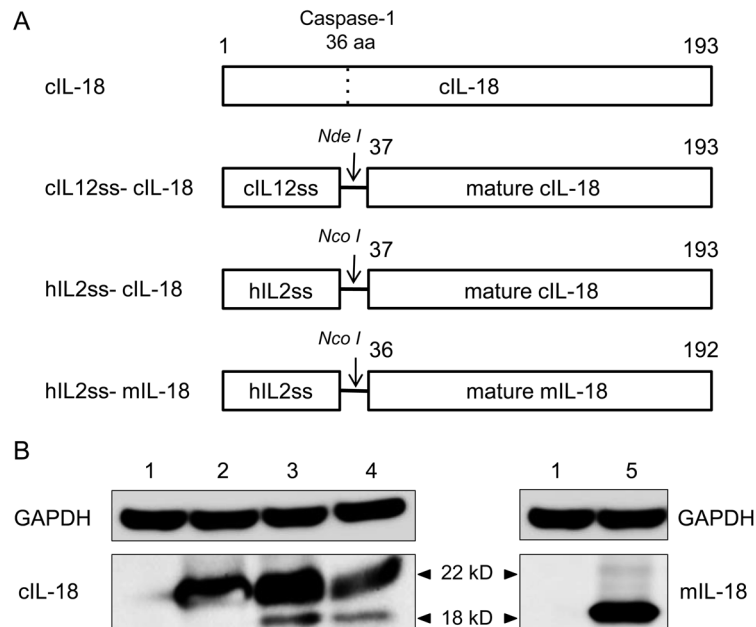 A
Caspase-1
36 aa
1 193
cIL-18 cIL-18
Nde I
37 193
cIL12ss- cIL-18 cIL12ss mature cIL-18
Nco I
37 193
hIL2ss- cIL-18 hIL2ss mature cIL-18
Nco I
36 192
hIL2ss- mIL-18 hIL2ss mature mIL-18
B
1 2 3 4 1 5
GAPDH GAPDH
22 kD
cIL-18 mIL-18
18 kD